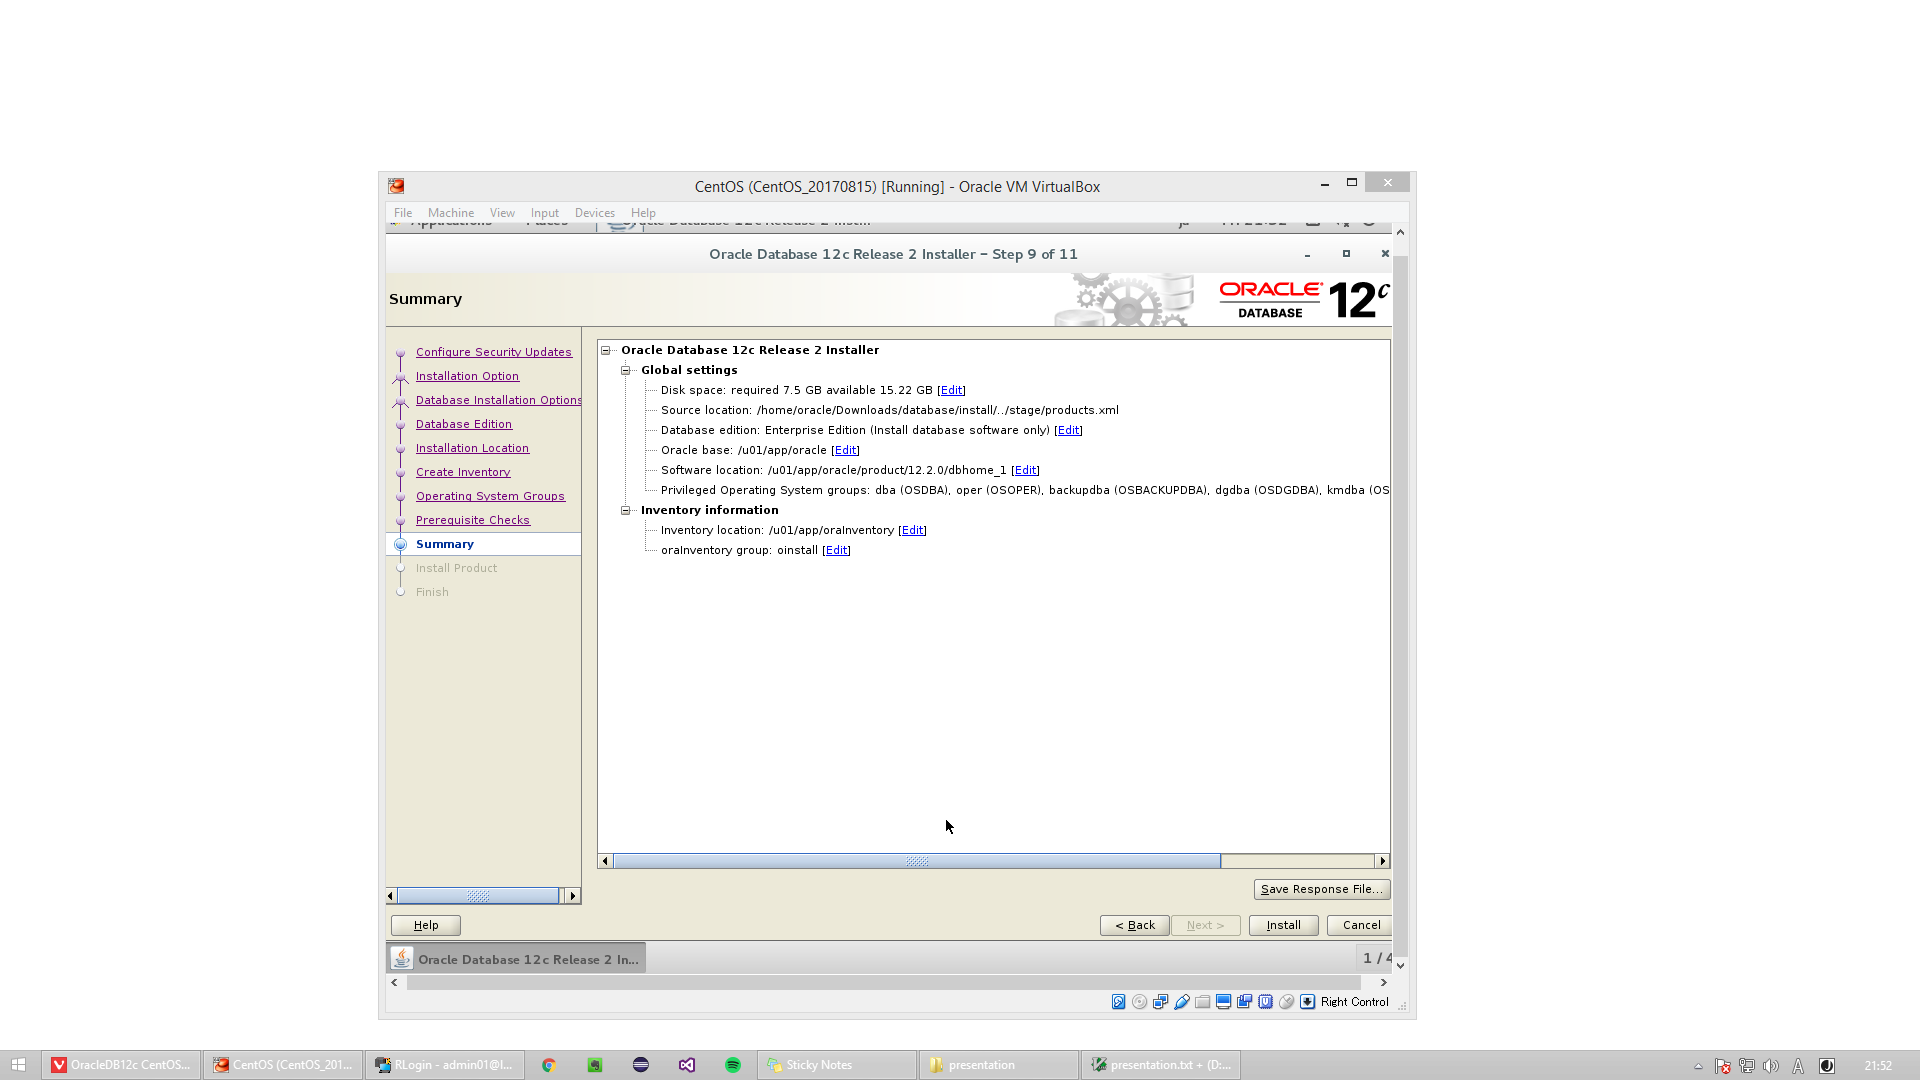 CentOS (CentOS_20170815) [Running] - Oracle VM VirtualBox
File Machine View Input Devices Help
Oracle Database 12c Release 2 Installer – Step 9 of 11
Summary
ORACLE DATABASE 12c
Configure Security Updates
Installation Option
Database Installation Options
Database Edition
Installation Location
Create Inventory
Operating System Groups
Prerequisite Checks
Summary
Install Product
Finish
Oracle Database 12c Release 2 Installer
Global settings
Disk space: required 7.5 GB available 15.22 GB [Edit]
Source location: /home/oracle/Downloads/database/install/../stage/products.xml
Database edition: Enterprise Edition (Install database software only) [Edit]
Oracle base: /u01/app/oracle [Edit]
Software location: /u01/app/oracle/product/12.2.0/dbhome_1 [Edit]
Privileged Operating System groups: dba (OSDBA), oper (OSOPER), backupdba (OSBACKUPDBA), dgdba (OSDGDBA), kmdba (OS
Inventory information
Inventory location: /u01/app/oraInventory [Edit]
oraInventory group: oinstall [Edit]
Save Response File...
Help
< Back Next > Install Cancel
Oracle Database 12c Release 2 In...
1 / 4
Right Control
OracleDB12c CentOS... CentOS (CentOS_201... RLogin - admin01@l... Sticky Notes presentation presentation.txt + (D:... A 21:52